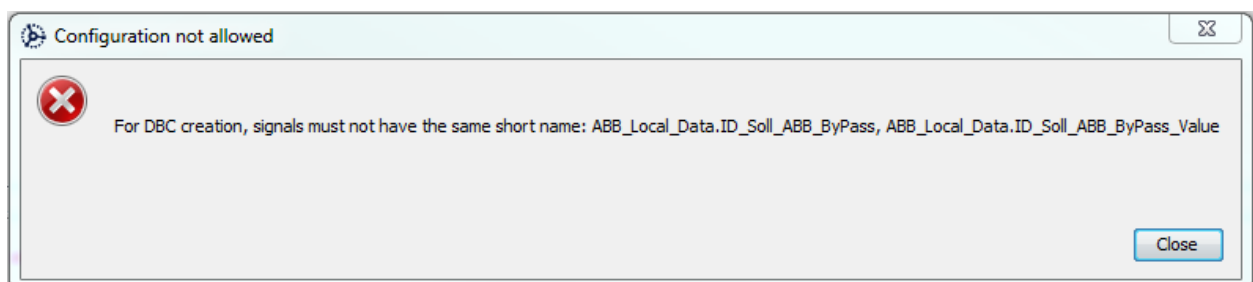 Configuration not allowed
For DBC creation, signals must not have the same short name: ABB_Local_Data.ID_Soll_ABB_ByPass, ABB_Local_Data.ID_Soll_ABB_ByPass_Value
Close